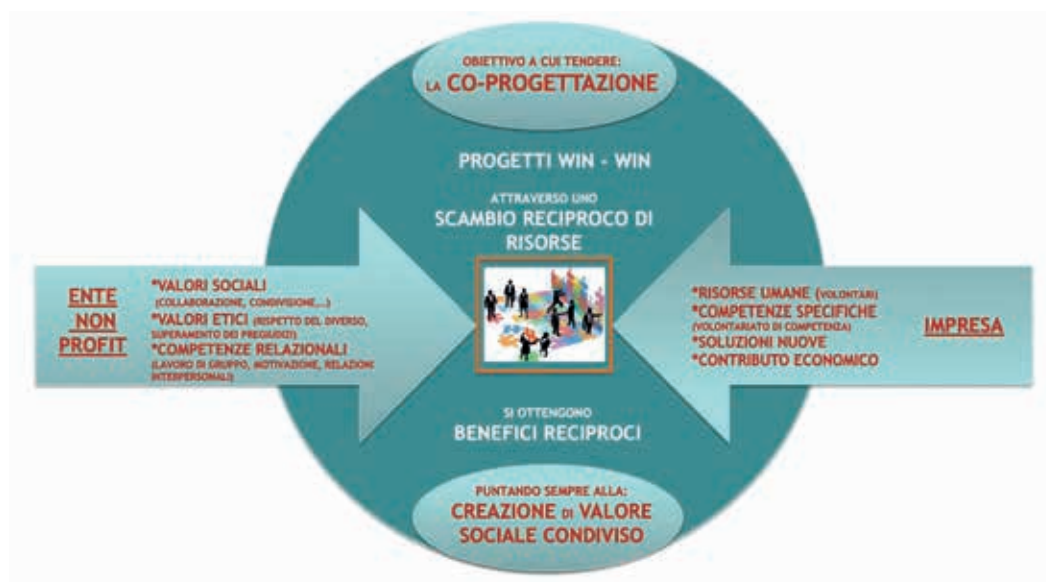 OBIETTIVO A CUI TENDERE:
LA CO-PROGETTAZIONE
PROGETTI WIN - WIN
ATTRAVERSO UNO
SCAMBIO RECIPROCO DI
RISORSE
ENTE
NON
PROFIT
*VALORI SOCIALI
(COLLABORAZIONE, CONDIVISIONE,...)
*VALORI ETICI (RISPETTO DEL DIVERSO,
SUPERAMENTO DEI PREGIUDIZI)
*COMPETENZE RELAZIONALI
(LAVORO DI GRUPPO, MOTIVAZIONE, RELAZIONI
INTERPERSONALI)
*RISORSE UMANE (VOLONTARI)
*COMPETENZE SPECIFICHE
(VOLONTARIATO DI COMPETENZA)
*SOLUZIONI NUOVE
*CONTRIBUTO ECONOMICO
IMPRESA
SI OTTENGONO
BENEFICI RECIPROCI
PUNTANDO SEMPRE ALLA:
CREAZIONE DI VALORE
SOCIALE CONDIVISO